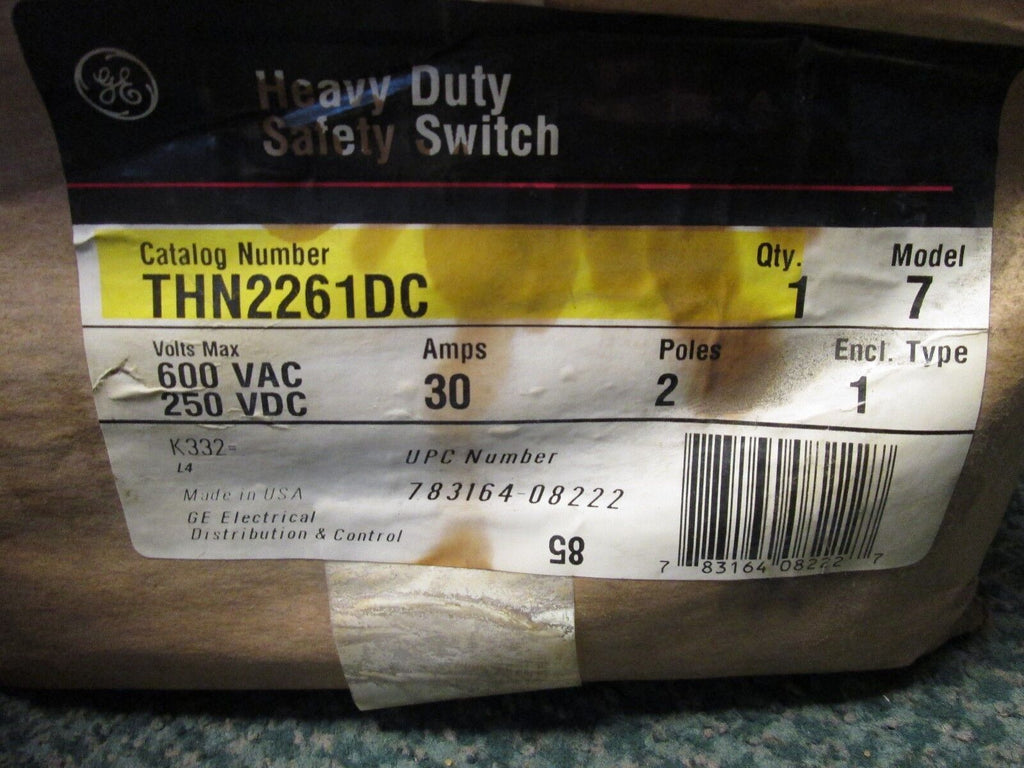 GE
Heavy Duty
Safety Switch
Catalog Number
THN2261DC
Qty.
1
Model
7
Volts Max
600 VAC
250 VDC
Amps
30
Poles
2
Encl. Type
1
K332=
L4
Made in USA
GE Electrical
Distribution & Control
UPC Number
783164-08222
85
7 83164 08222 7